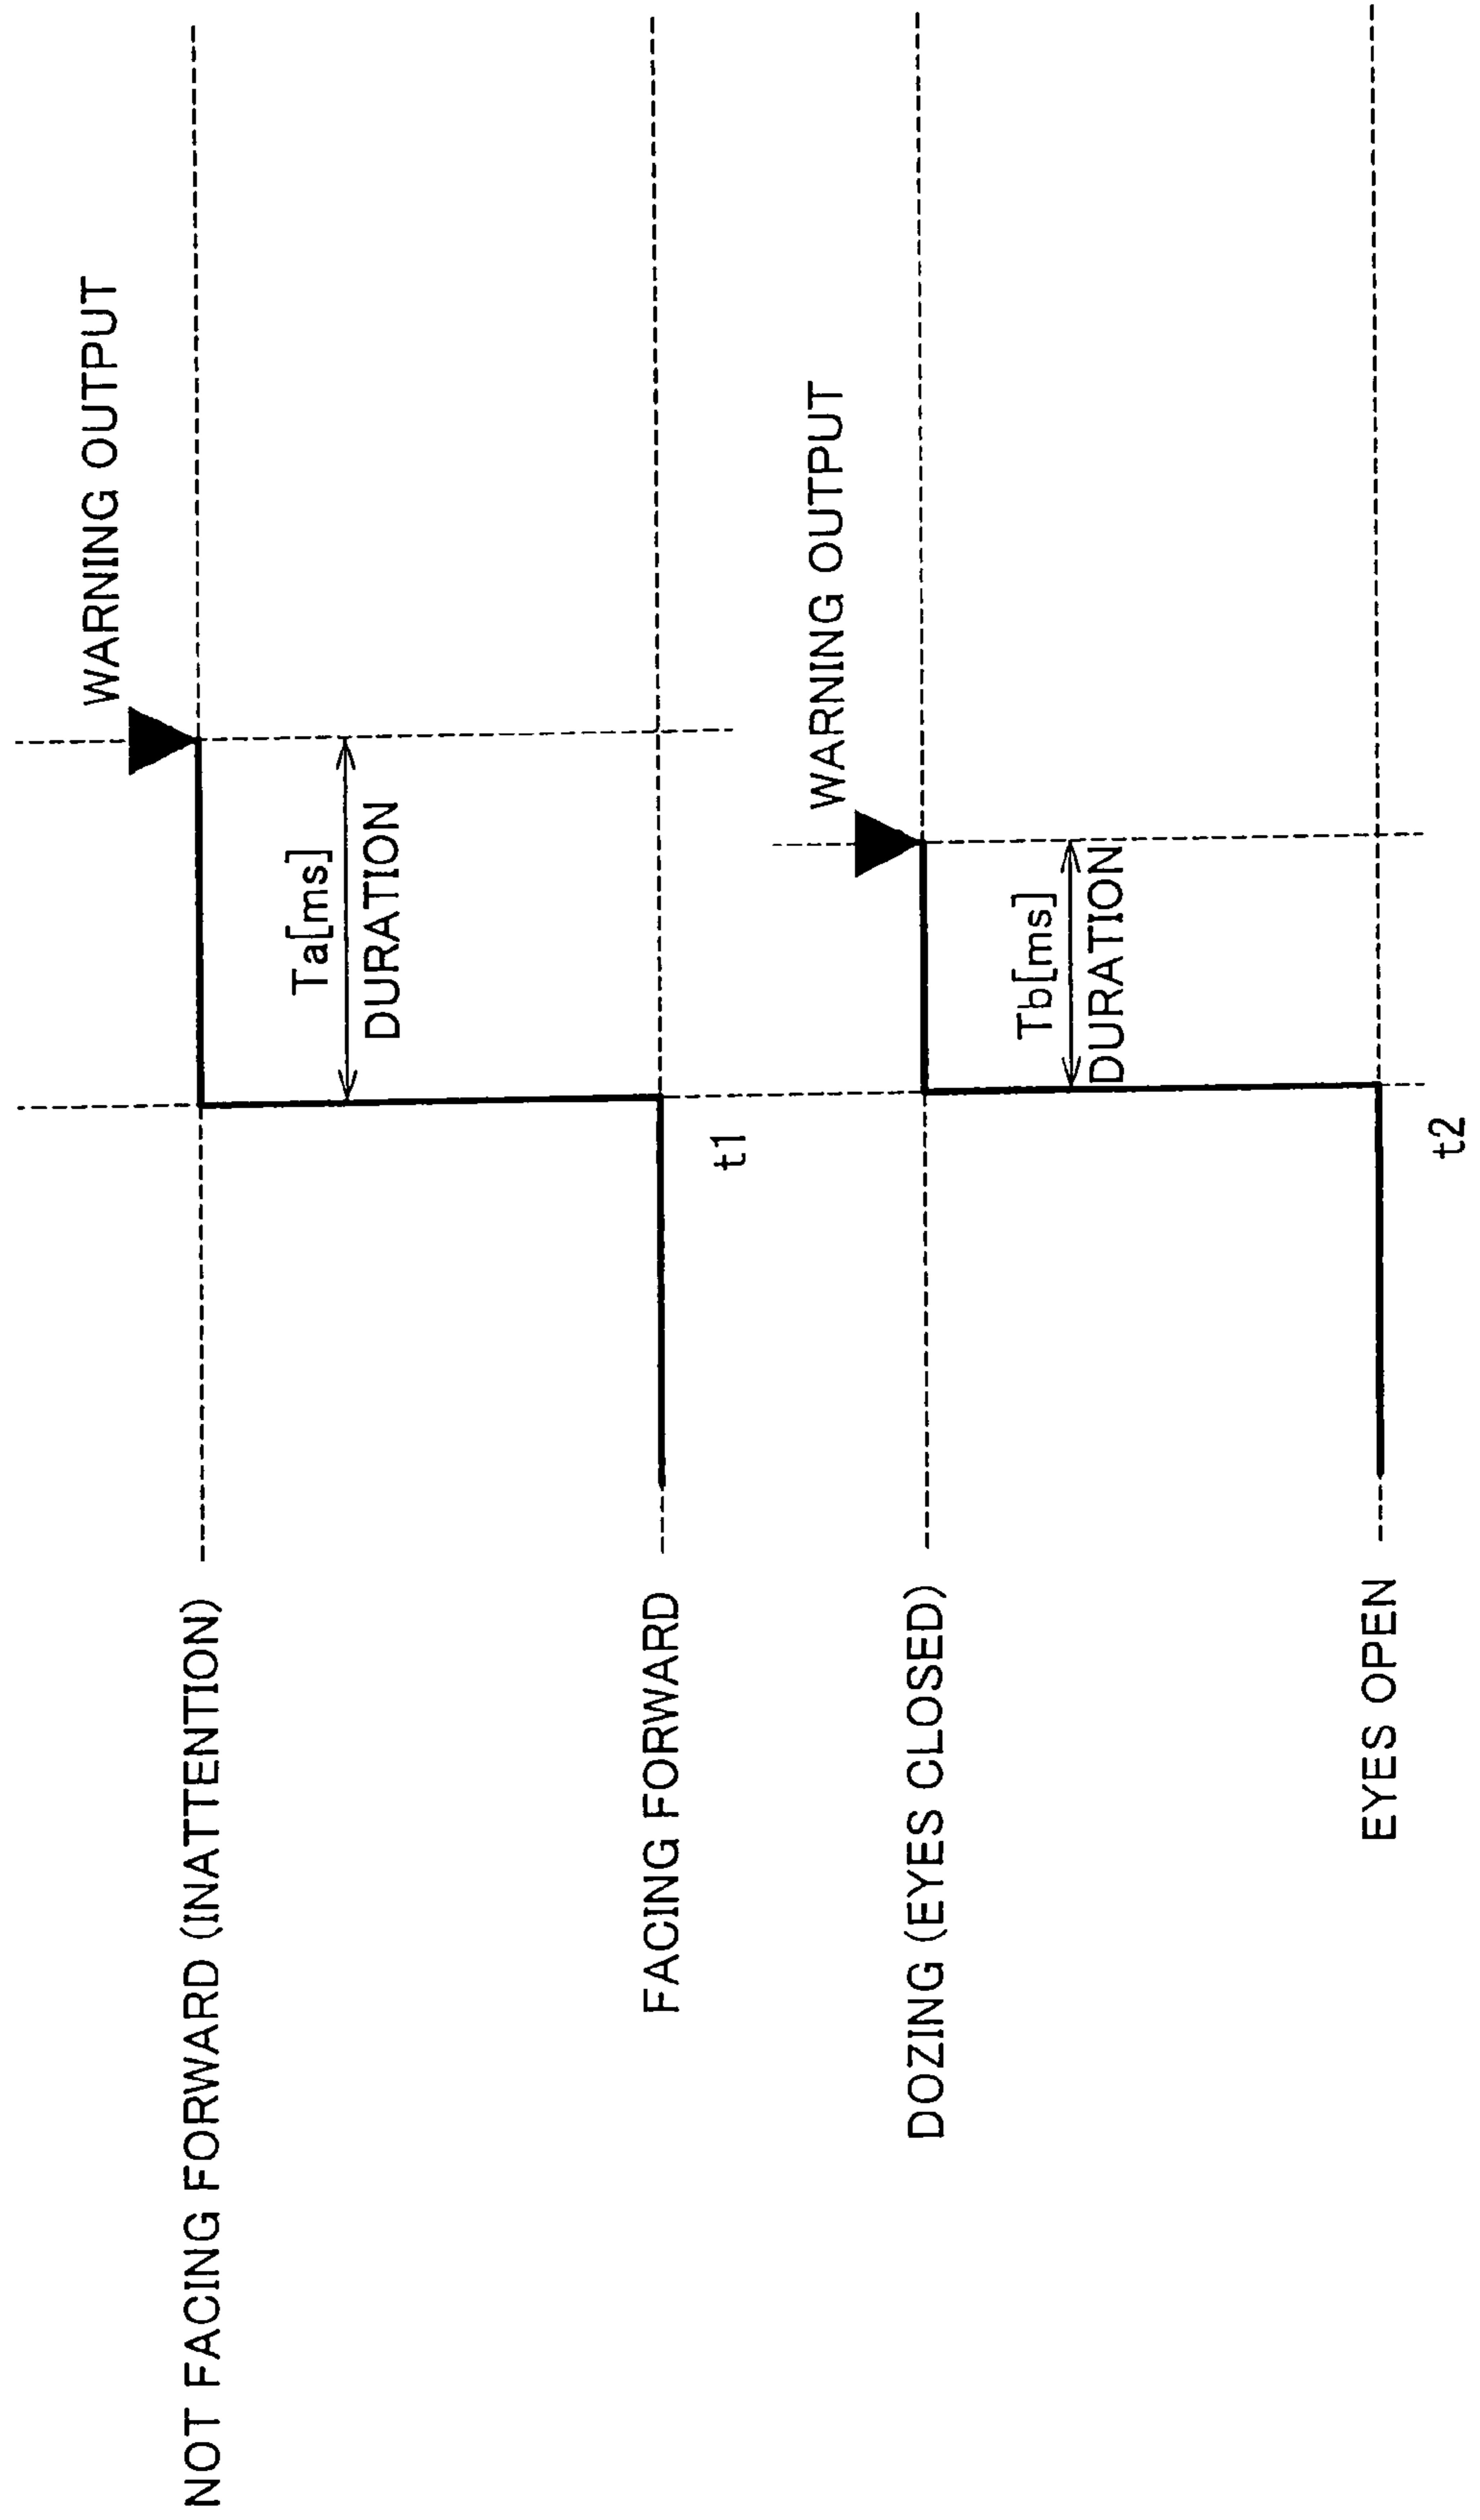 WARNING OUTPUT
NOT FACING FORWARD (INATTENTION)
Ta[ms]
DURATION
FACING FORWARD
t1
WARNING OUTPUT
DOZING (EYES CLOSED)
Tb[ms]
DURATION
EYES OPEN
t2